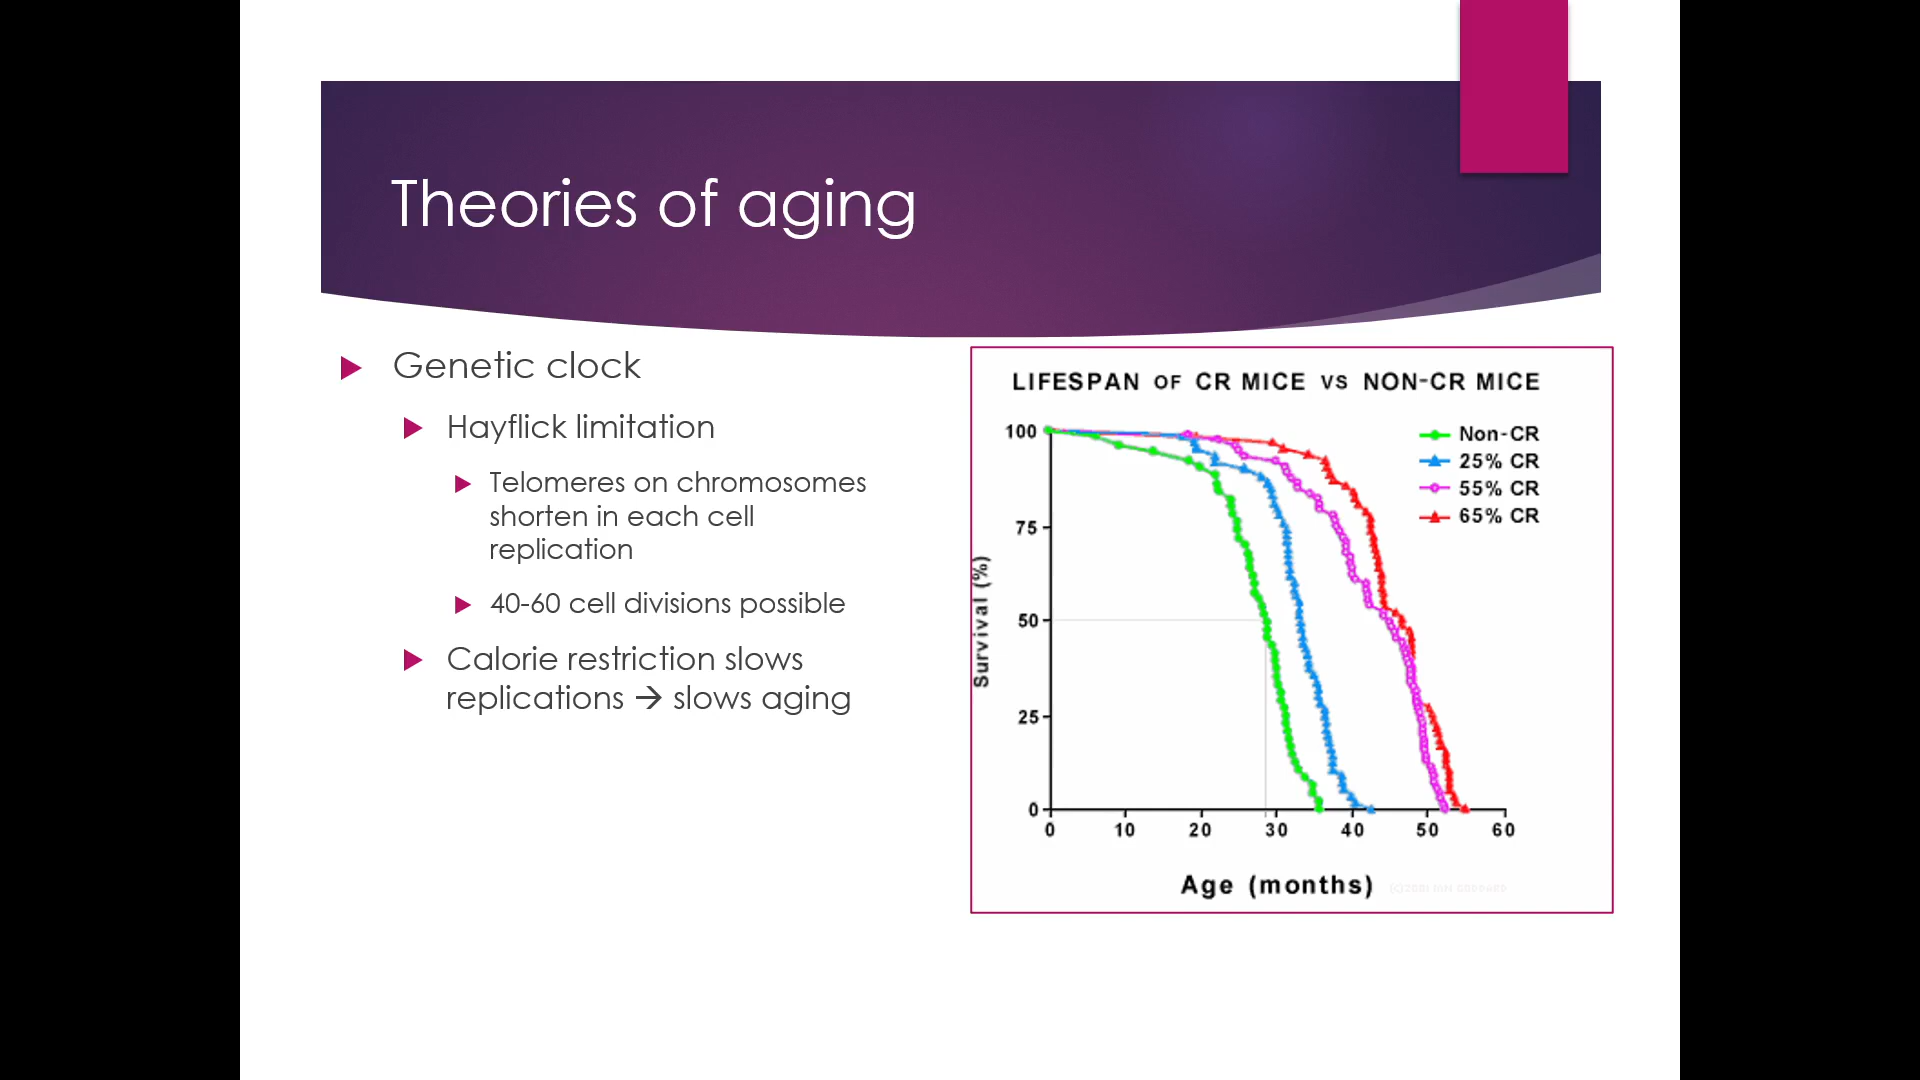 Theories of aging
Genetic clock
Hayflick limitation
Telomeres on chromosomes
shorten in each cell
replication
40-60 cell divisions possible
Calorie restriction slows
replications → slows aging
LIFESPAN OF CR MICE VS NON-CR MICE
Non-CR
25% CR
55% CR
65% CR
Survival (%)
100
75
50
25
0
0 10 20 30 40 50 60
Age (months)